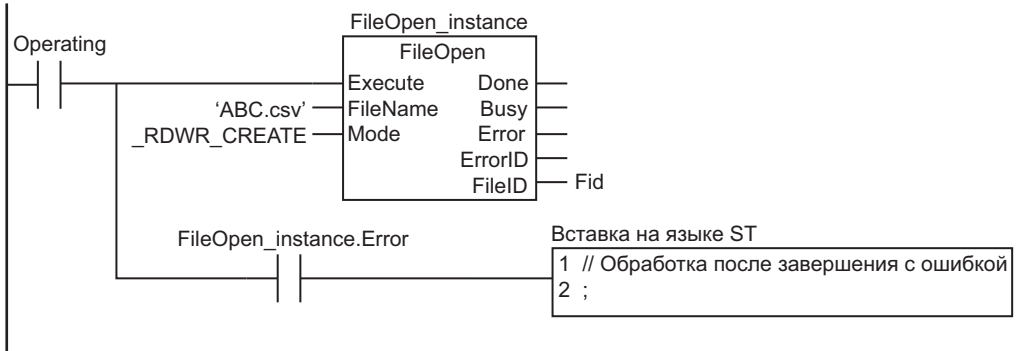 FileOpen_instance
Operating
FileOpen
Execute Done
‘ABC.csv’ FileName Busy
_RDWR_CREATE Mode Error
ErrorID
FileID Fid
FileOpen_instance.Error
Вставка на языке ST
1 // Обработка после завершения с ошибкой
2 ;